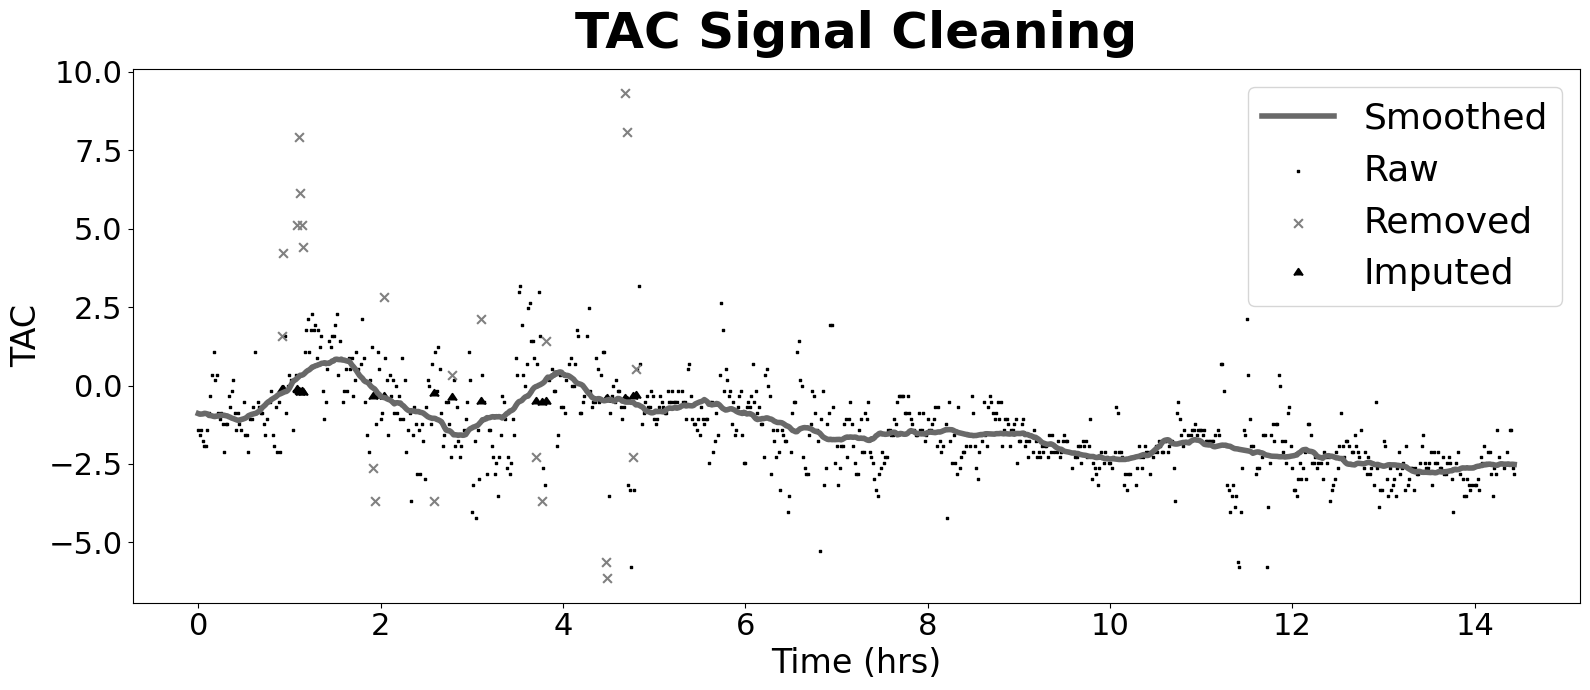 TAC Signal Cleaning
10.0
7.5
5.0
2.5
0.0
−2.5
−5.0
TAC
Smoothed
Raw
Removed
Imputed
0 2 4 6 8 10 12 14
Time (hrs)